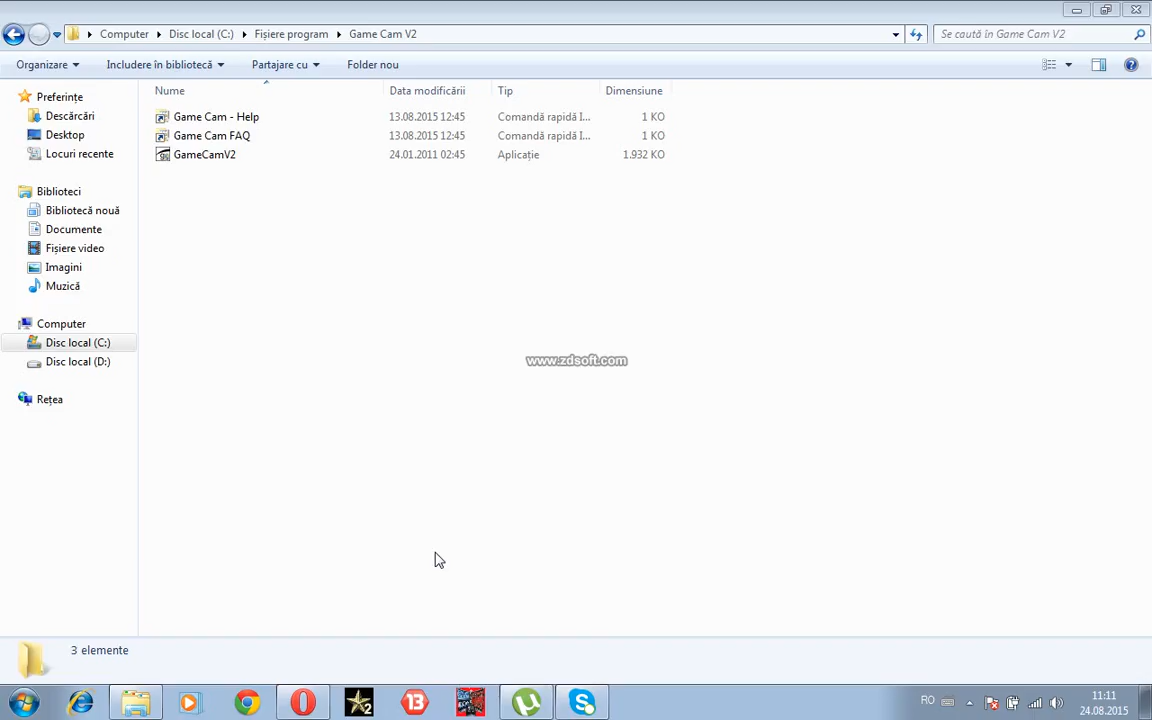 Computer Disc local (C:) Fișiere program Game Cam V2
Se caută în Game Cam V2
Organizare Includere în bibliotecă Partajare cu Folder nou
Nume Data modificării Tip Dimensiune
Game Cam - Help 13.08.2015 12:45 Comandă rapidă I... 1 KO
Game Cam FAQ 13.08.2015 12:45 Comandă rapidă I... 1 KO
GameCamV2 24.01.2011 02:45 Aplicație 1.932 KO
Preferințe
Descărcări
Desktop
Locuri recente
Biblioteci
Bibliotecă nouă
Documente
Fișiere video
Imagini
Muzică
Computer
Disc local (C:)
Disc local (D:)
Rețea
www.zdsoft.com
3 elemente
2
13
RO
11:11
24.08.2015